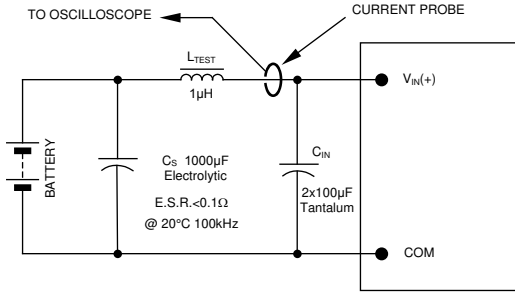 TO OSCILLOSCOPE
CURRENT PROBE
LTEST
1µH
VIN(+)
BATTERY
CS 1000µF
Electrolytic
E.S.R.<0.1Ω
@ 20°C 100kHz
CIN
2x100µF
Tantalum
COM